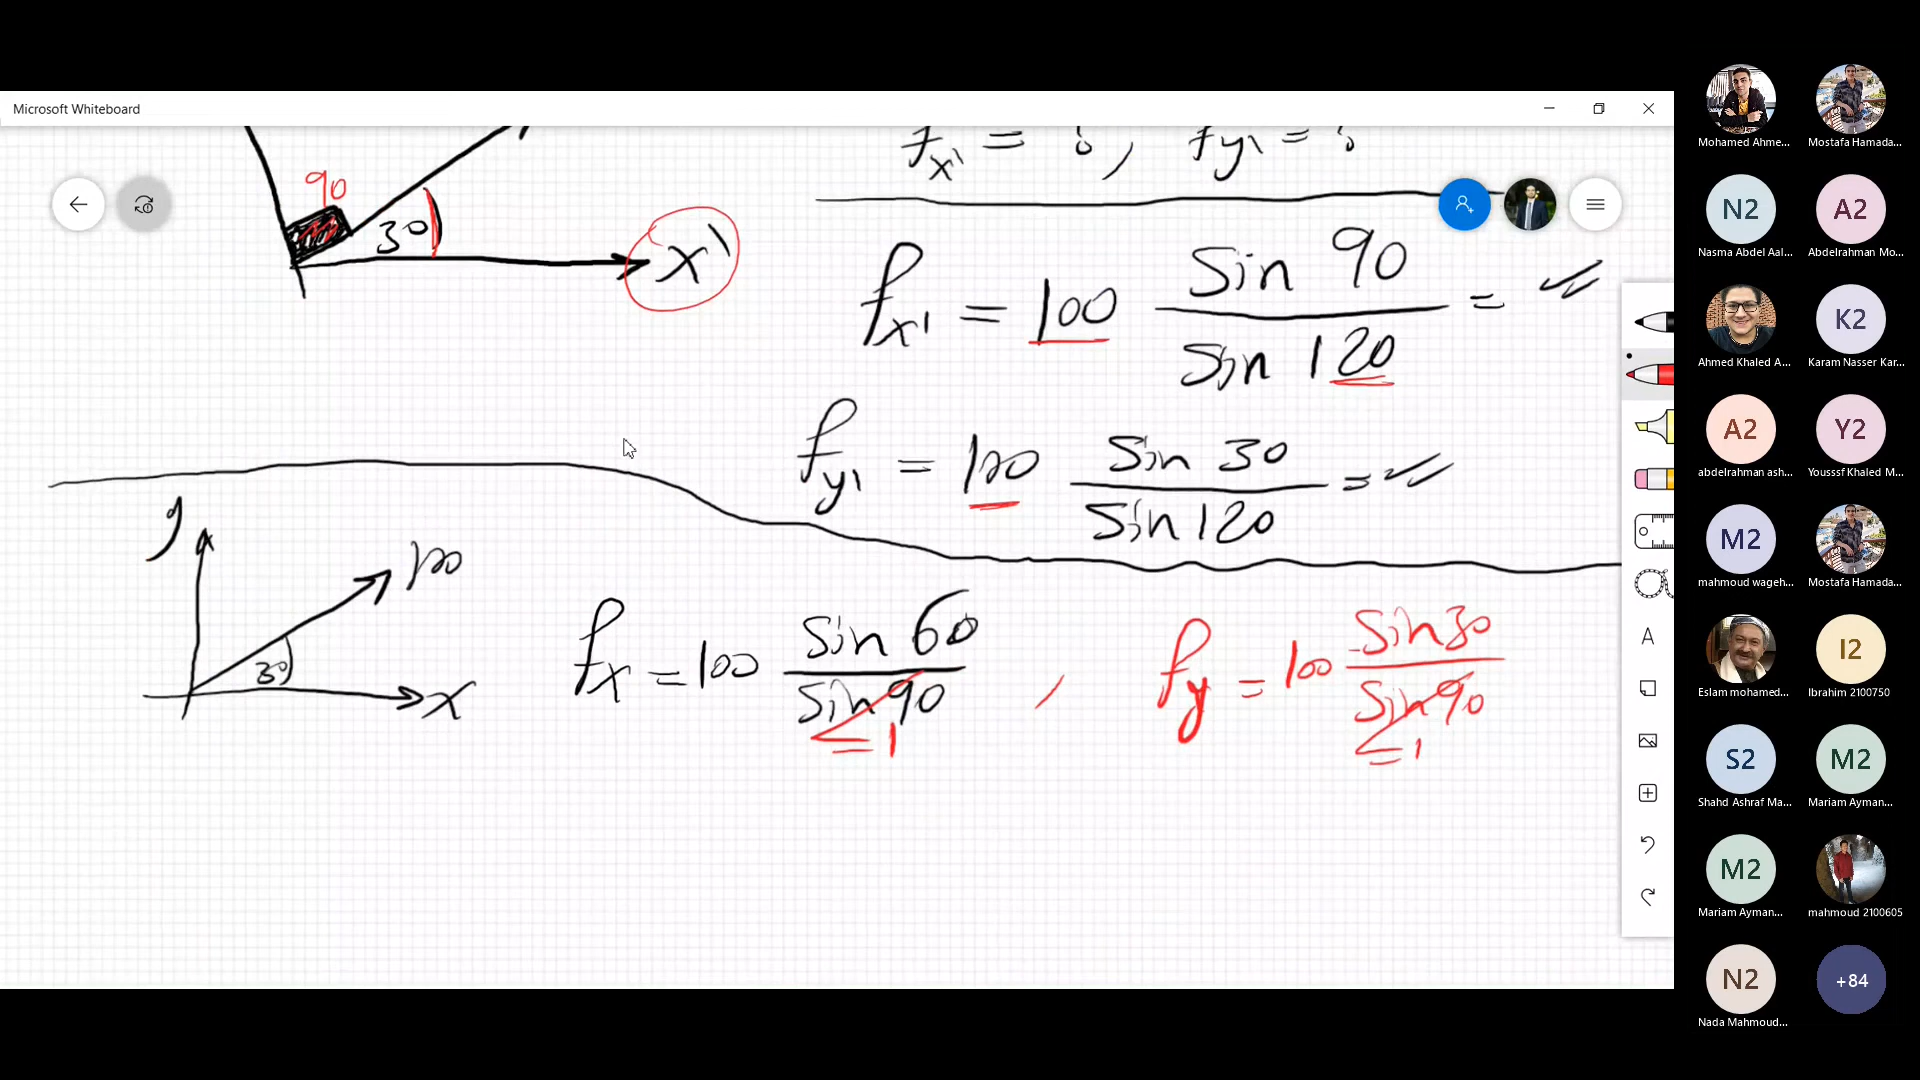 Microsoft Whiteboard
90
30
x'
fx' = ? , fy' = ?
fx' = 100 sin 90 / sin 120 =
fy' = 100 sin 30 / sin 120 =
y
100
30
x
fx = 100 sin 60 / sin 90 = 1 , fy = 100 sin 30 / sin 90 = 1
A
Mohamed Ahme...
Mostafa Hamada...
N2
A2
Nasma Abdel Aal...
Abdelrahman Mo...
K2
Ahmed Khaled A...
Karam Nasser Kar...
A2
Y2
abdelrahman ash...
Yousssf Khaled M...
M2
mahmoud wageh...
Mostafa Hamada...
I2
Eslam mohamed...
Ibrahim 2100750
S2
M2
Shahd Ashraf Ma...
Mariam Ayman...
M2
Mariam Ayman...
mahmoud 2100605
N2
+84
Nada Mahmoud...